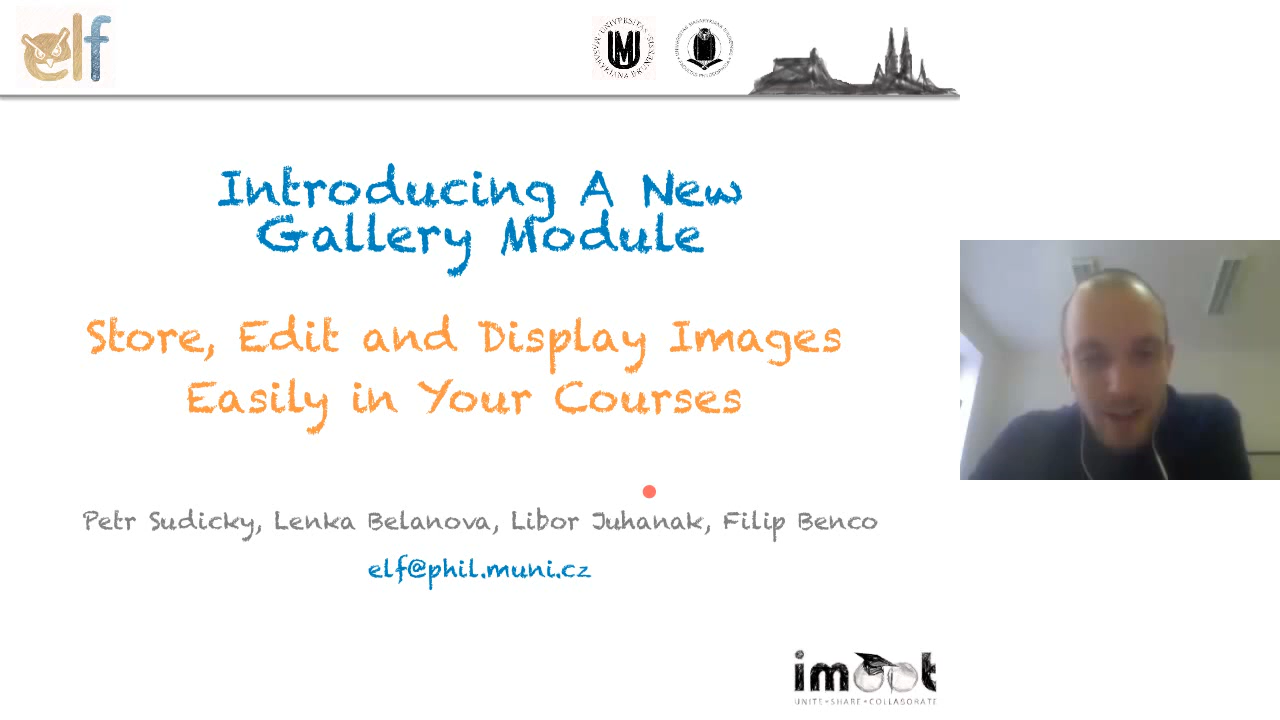 elf
Introducing A New
Gallery Module
Store, Edit and Display Images
Easily in Your Courses
Petr Sudicky, Lenka Belanova, Libor Juhanak, Filip Benco
elf@phil.muni.cz
imoot
UNITE•SHARE•COLLABORATE